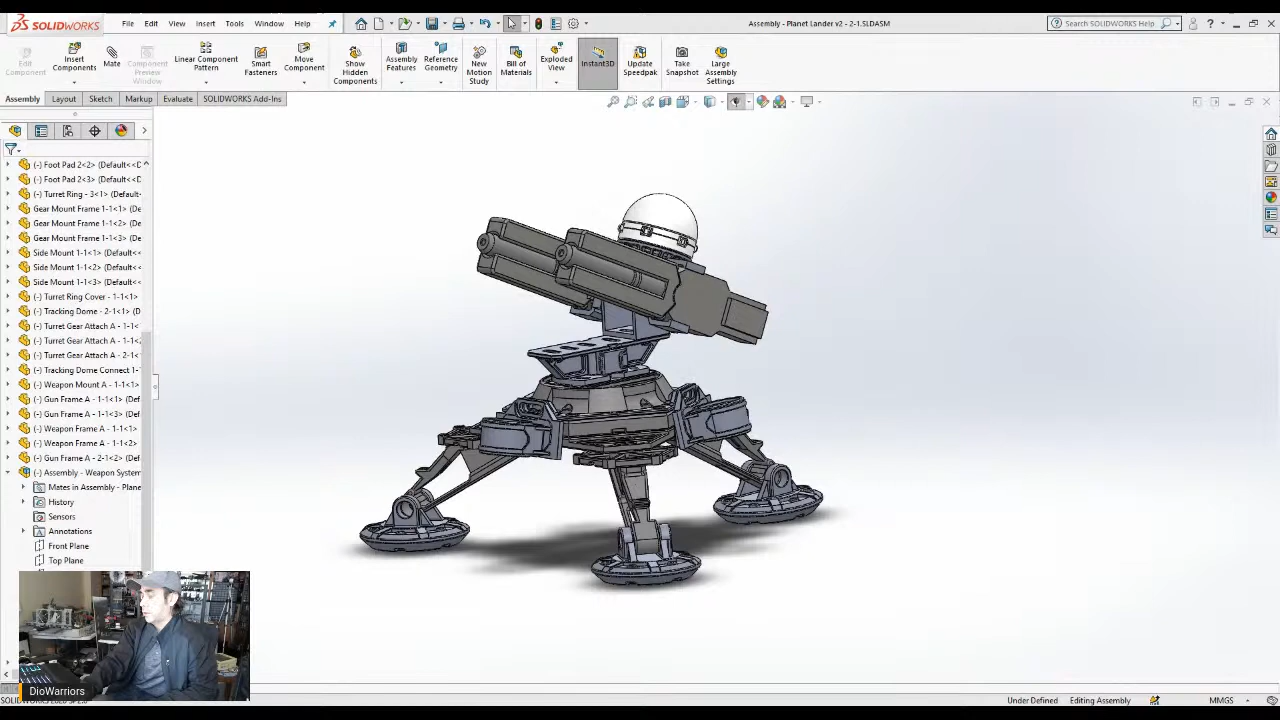 SOLIDWORKS
File Edit View Insert Tools Window Help
Assembly - Planet Lander v2 - 2-1.SLDASM
Search SOLIDWORKS Help
Edit Component
Insert Components
Mate
Component Preview Window
Linear Component Pattern
Smart Fasteners
Move Component
Show Hidden Components
Assembly Features
Reference Geometry
New Motion Study
Bill of Materials
Exploded View
Instant3D
Update Speedpak
Take Snapshot
Large Assembly Settings
Assembly Layout Sketch Markup Evaluate SOLIDWORKS Add-Ins
(-) Foot Pad 2<2> (Default<<D
(-) Foot Pad 2<3> (Default<<D
(-) Turret Ring - 3<1> (Default-
Gear Mount Frame 1-1<1> (D
Gear Mount Frame 1-1<2> (D
Gear Mount Frame 1-1<3> (D
Side Mount 1-1<1> (Default<
Side Mount 1-1<2> (Default<
Side Mount 1-1<3> (Default<
(-) Turret Ring Cover - 1-1<1>
(-) Tracking Dome - 2-1<1> (D
(-) Turret Gear Attach A - 1-1<
(-) Turret Gear Attach A - 1-1<
(-) Turret Gear Attach A - 2-1<
(-) Tracking Dome Connect 1-
(-) Weapon Mount A - 1-1<1>
(-) Gun Frame A - 1-1<1> (Def
(-) Gun Frame A - 1-1<3> (Def
(-) Weapon Frame A - 1-1<1>
(-) Weapon Frame A - 1-1<2>
(-) Gun Frame A - 2-1<2> (Def
(-) Assembly - Weapon System
Mates in Assembly - Plane
History
Sensors
Annotations
Front Plane
Top Plane
DioWarriors
Under Defined Editing Assembly MMGS